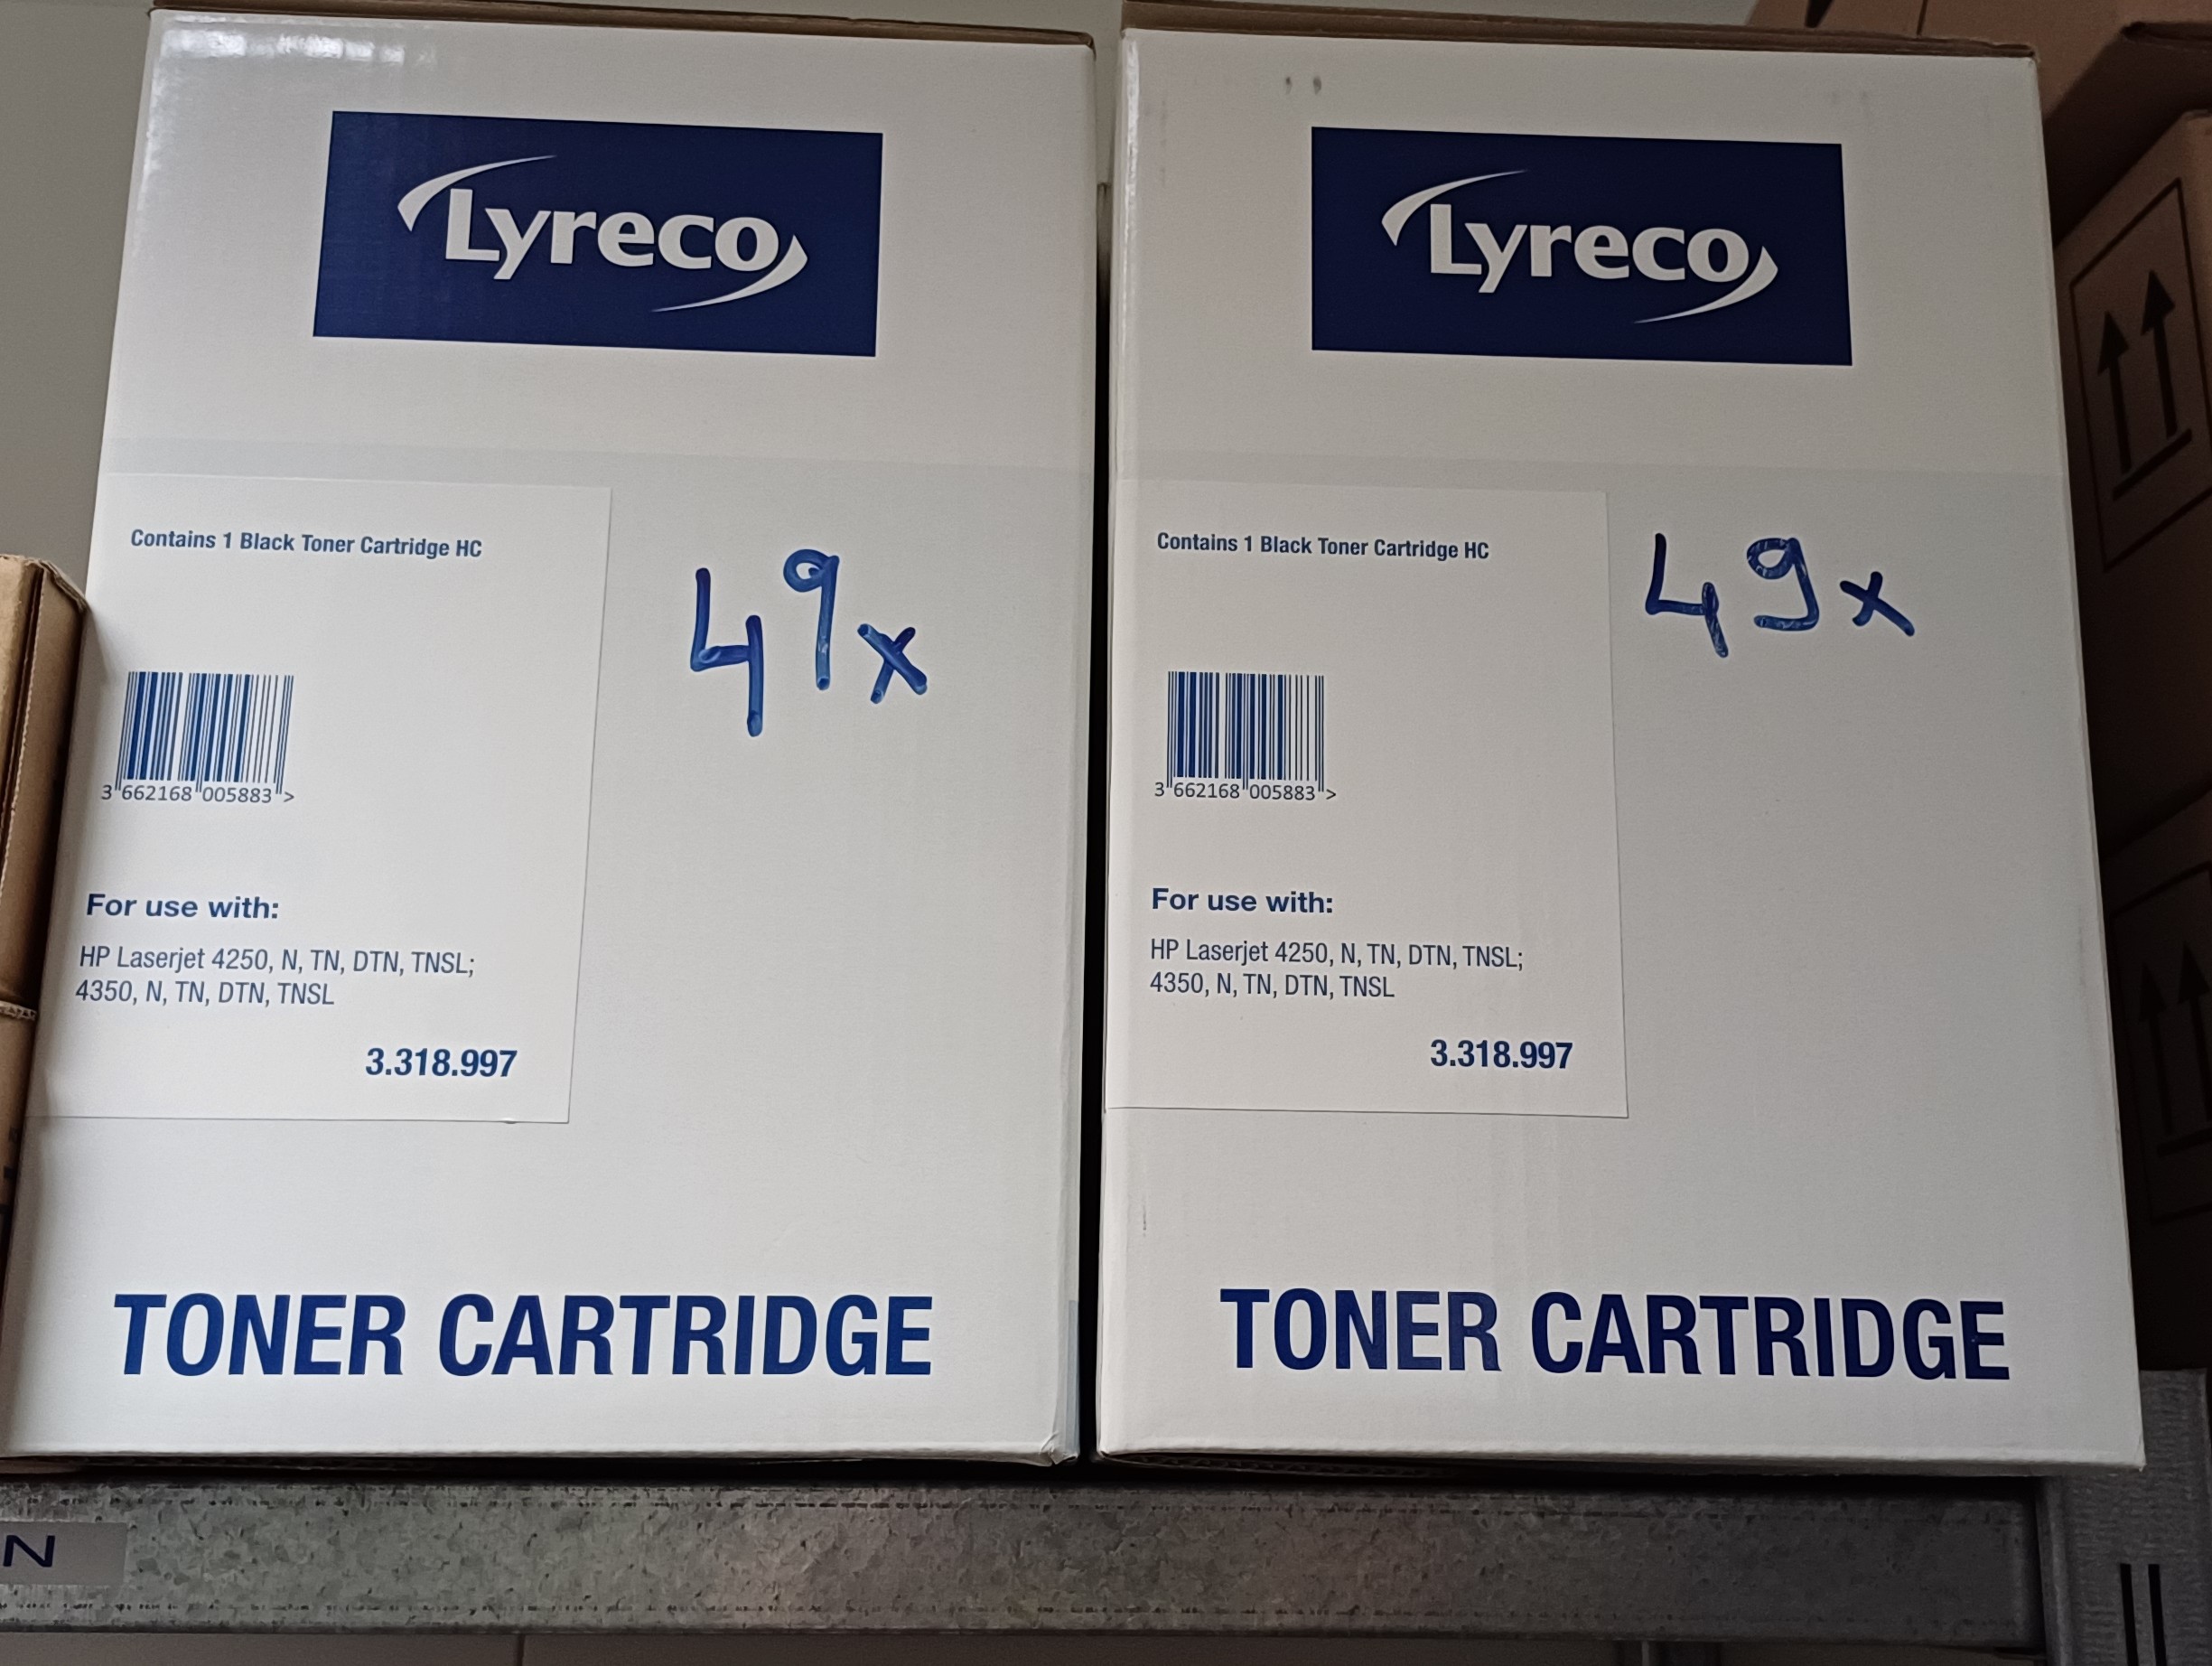 Lyreco
Contains 1 Black Toner Cartridge HC
49x
3 662168 005883 >
For use with:
HP Laserjet 4250, N, TN, DTN, TNSL;
4350, N, TN, DTN, TNSL
3.318.997
TONER CARTRIDGE
Lyreco
Contains 1 Black Toner Cartridge HC
49x
3 662168 005883 >
For use with:
HP Laserjet 4250, N, TN, DTN, TNSL;
4350, N, TN, DTN, TNSL
3.318.997
TONER CARTRIDGE
N